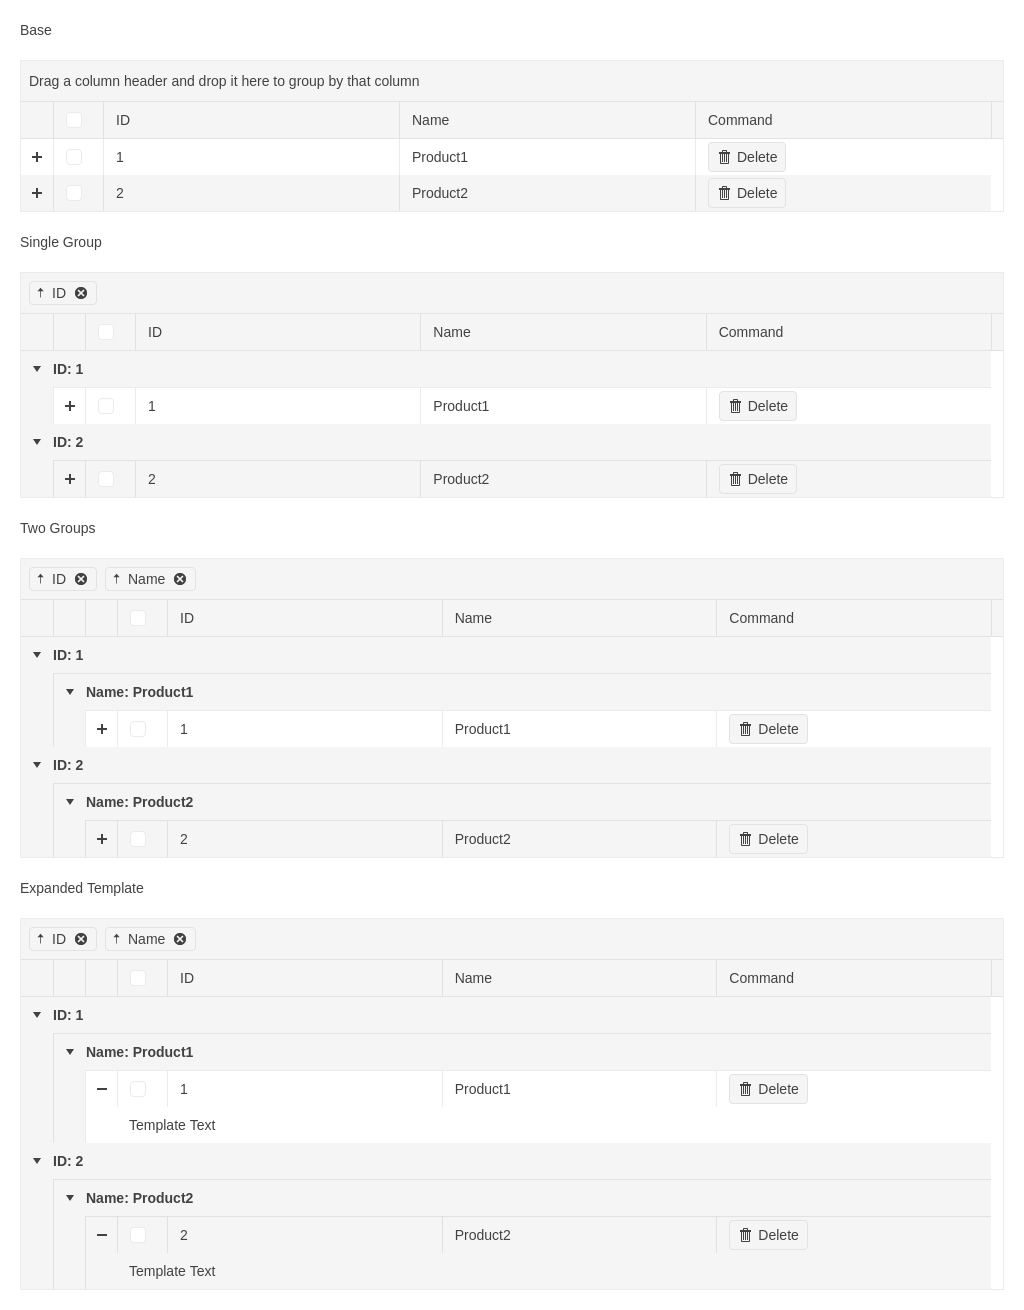 Base
Drag a column header and drop it here to group by that column
ID Name Command
1 Product1 Delete
2 Product2 Delete
Single Group
ID
ID Name Command
ID: 1
1 Product1 Delete
ID: 2
2 Product2 Delete
Two Groups
ID Name
ID Name Command
ID: 1
Name: Product1
1 Product1 Delete
ID: 2
Name: Product2
2 Product2 Delete
Expanded Template
ID Name
ID Name Command
ID: 1
Name: Product1
1 Product1 Delete
Template Text
ID: 2
Name: Product2
2 Product2 Delete
Template Text